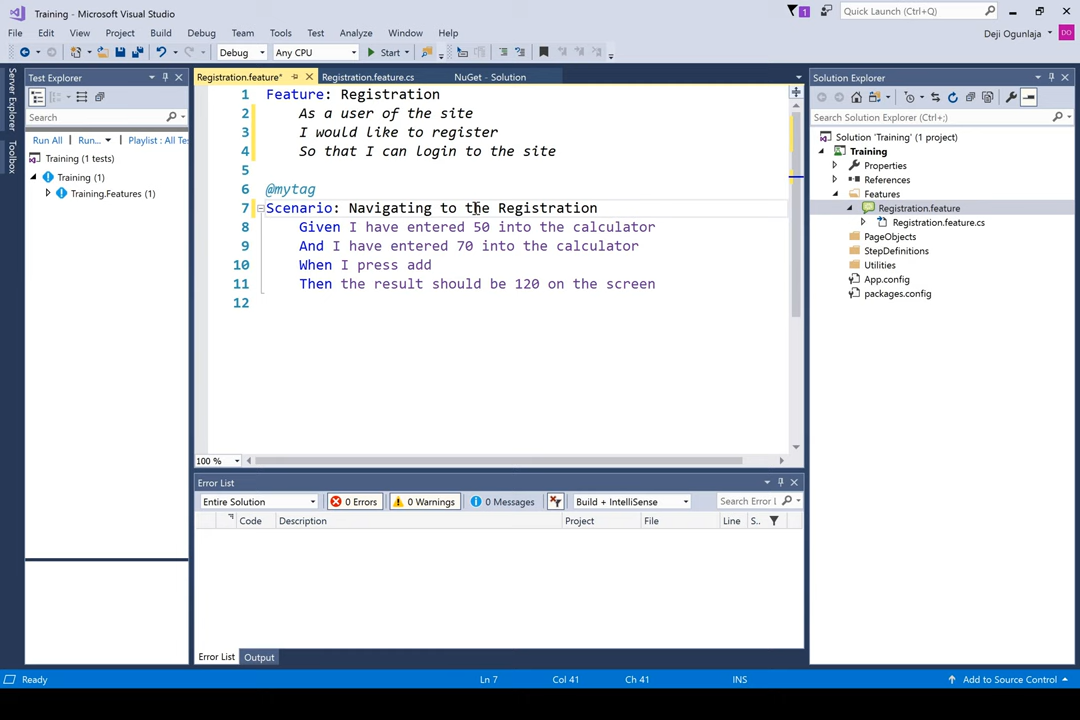 Training - Microsoft Visual Studio
1
Quick Launch (Ctrl+Q)
File Edit View Project Build Debug Team Tools Test Analyze Window Help
Deji Ogunlaja DO
Debug Any CPU Start
Server Explorer
Toolbox
Test Explorer
Search
Run All Run... Playlist : All Te
Training (1 tests)
Training (1)
Training.Features (1)
Registration.feature* Registration.feature.cs NuGet - Solution
1 Feature: Registration
2 As a user of the site
3 I would like to register
4 So that I can login to the site
5
6 @mytag
7 Scenario: Navigating to the Registration
8 Given I have entered 50 into the calculator
9 And I have entered 70 into the calculator
10 When I press add
11 Then the result should be 120 on the screen
12
100 %
Solution Explorer
Search Solution Explorer (Ctrl+;)
Solution 'Training' (1 project)
Training
Properties
References
Features
Registration.feature
Registration.feature.cs
PageObjects
StepDefinitions
Utilities
App.config
packages.config
Error List
Entire Solution 0 Errors 0 Warnings 0 Messages Build + IntelliSense Search Error L
Code Description Project File Line S..
Error List Output
Ready Ln 7 Col 41 Ch 41 INS Add to Source Control